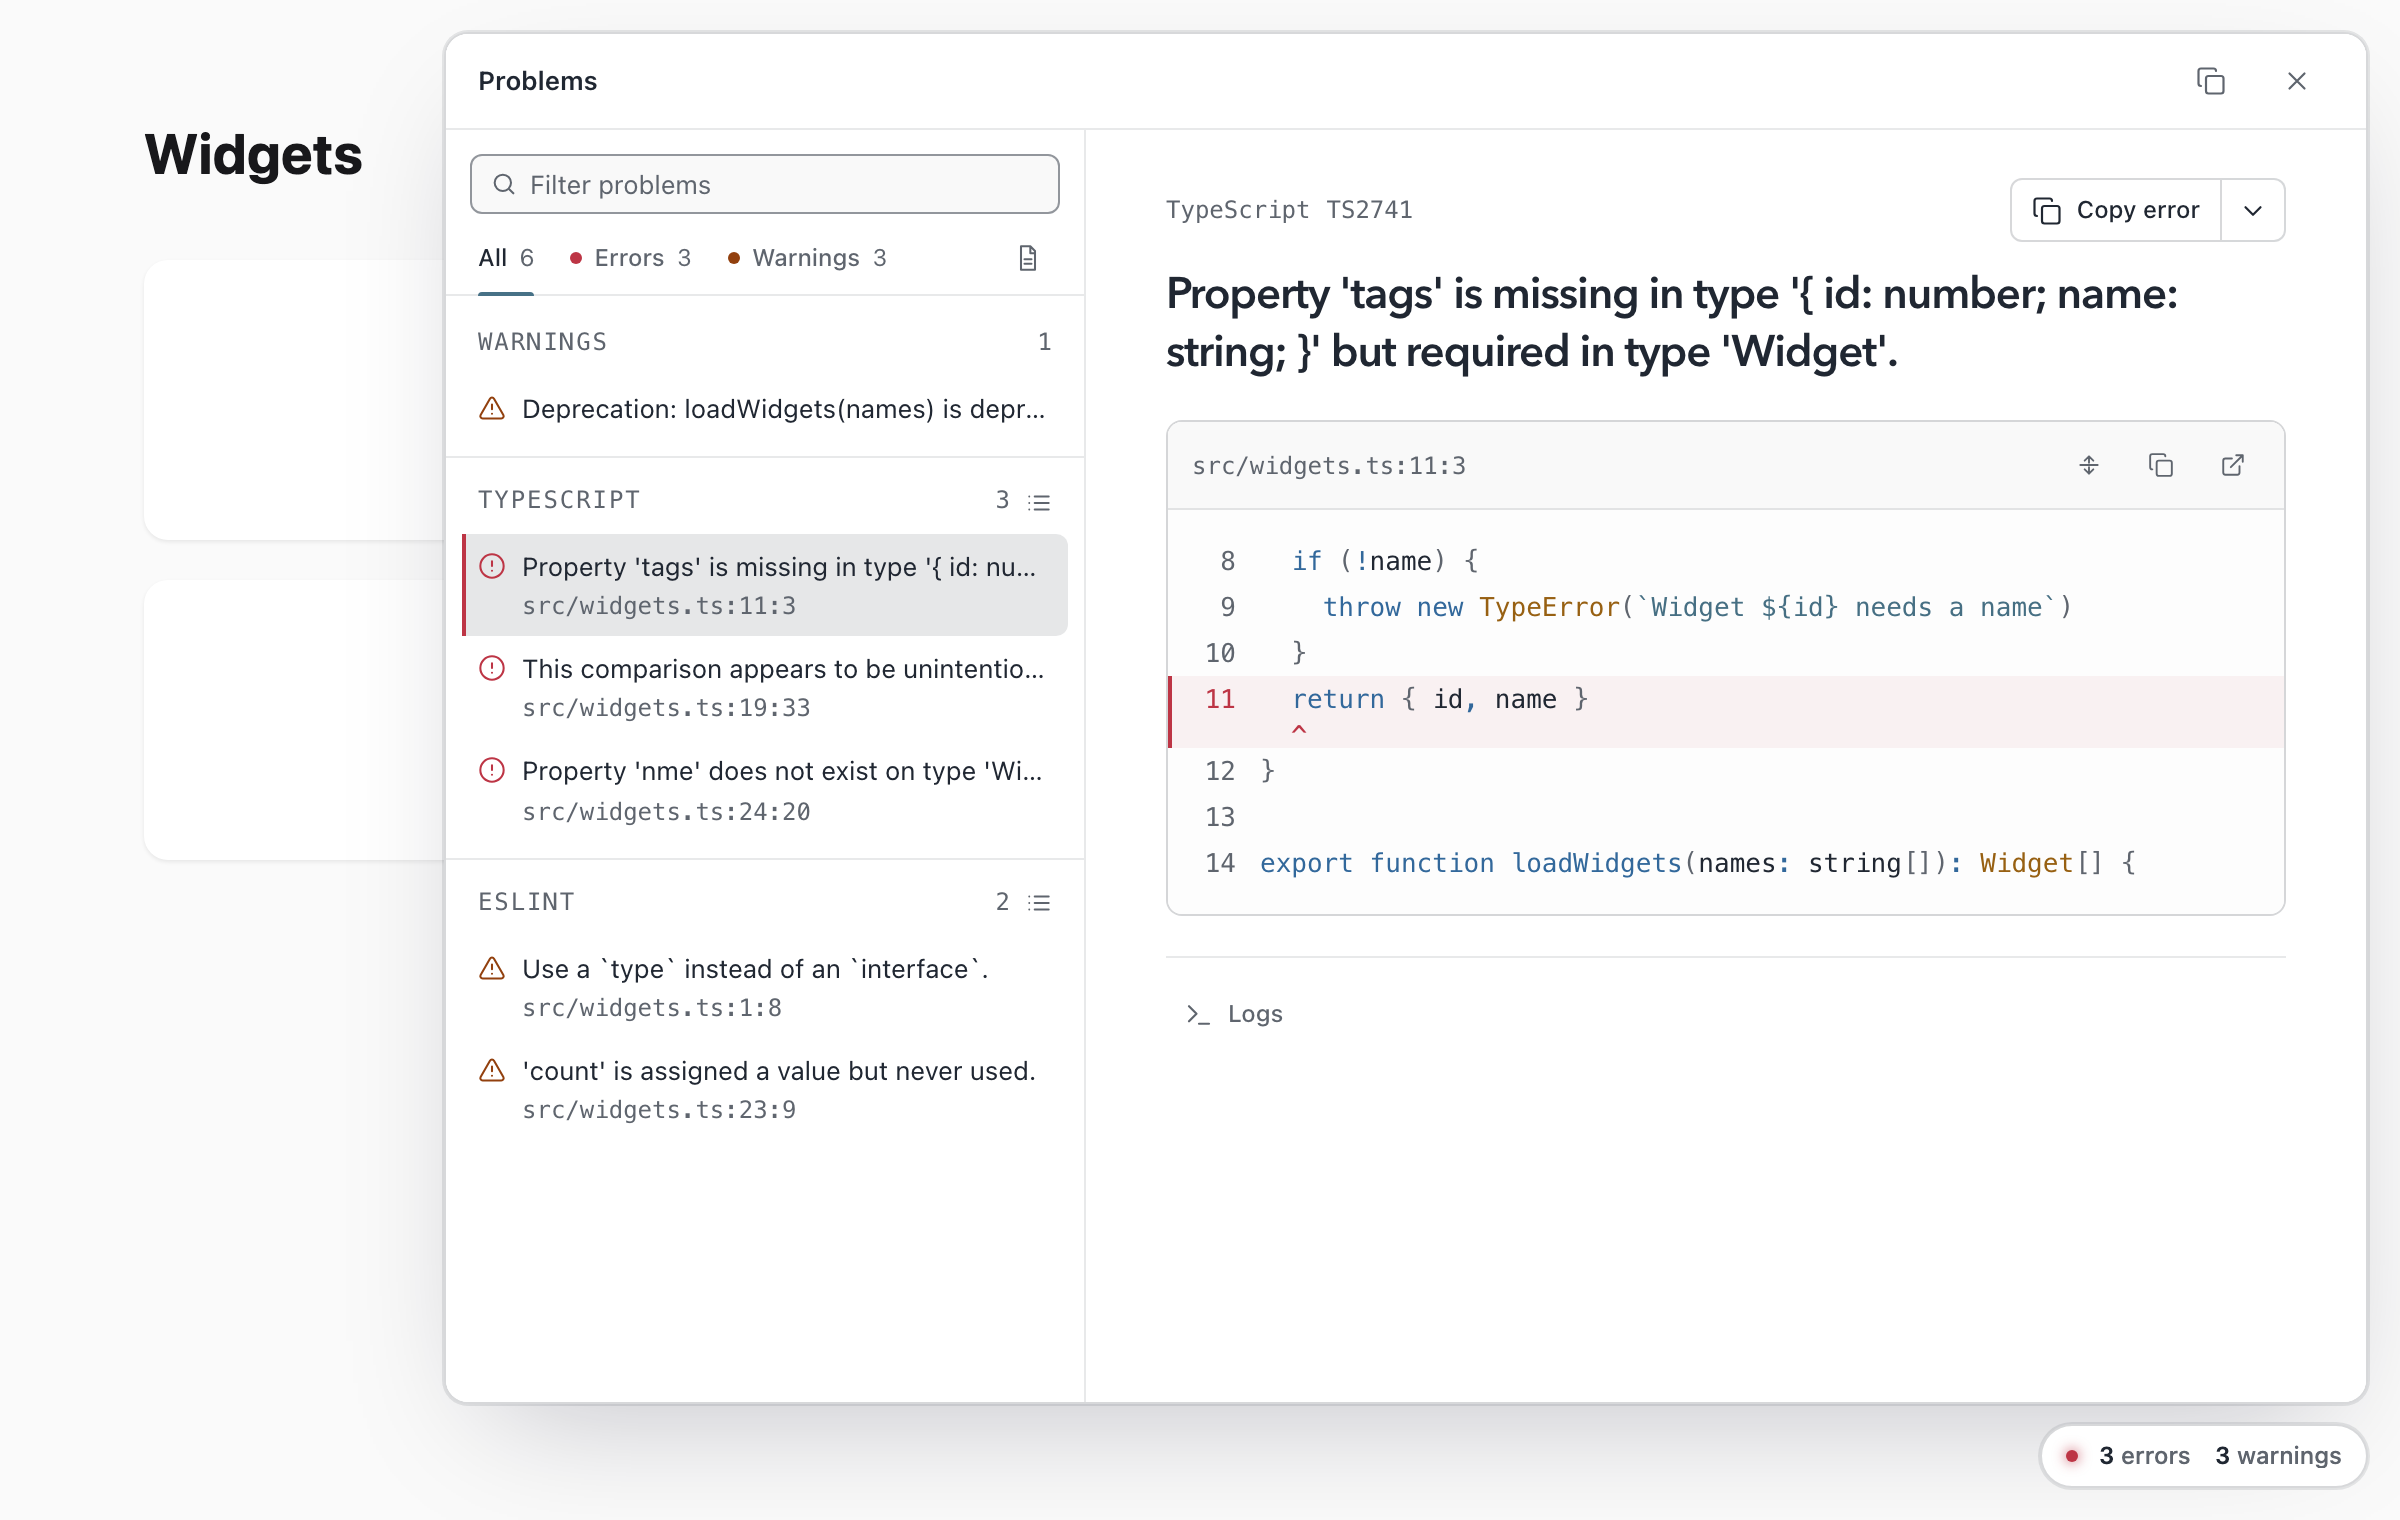 Widgets
Problems
Filter problems
All 6 Errors 3 Warnings 3
WARNINGS 1
Deprecation: loadWidgets(names) is depr...
TYPESCRIPT 3
Property 'tags' is missing in type '{ id: nu...
src/widgets.ts:11:3
This comparison appears to be unintentio...
src/widgets.ts:19:33
Property 'nme' does not exist on type 'Wi...
src/widgets.ts:24:20
ESLINT 2
Use a `type` instead of an `interface`.
src/widgets.ts:1:8
'count' is assigned a value but never used.
src/widgets.ts:23:9
TypeScript TS2741
Copy error
Property 'tags' is missing in type '{ id: number; name:
string; }' but required in type 'Widget'.
src/widgets.ts:11:3
8   if (!name) {
9     throw new TypeError(`Widget ${id} needs a name`)
10   }
11   return { id, name }
^
12 }
13
14 export function loadWidgets(names: string[]): Widget[] {
Logs
3 errors 3 warnings